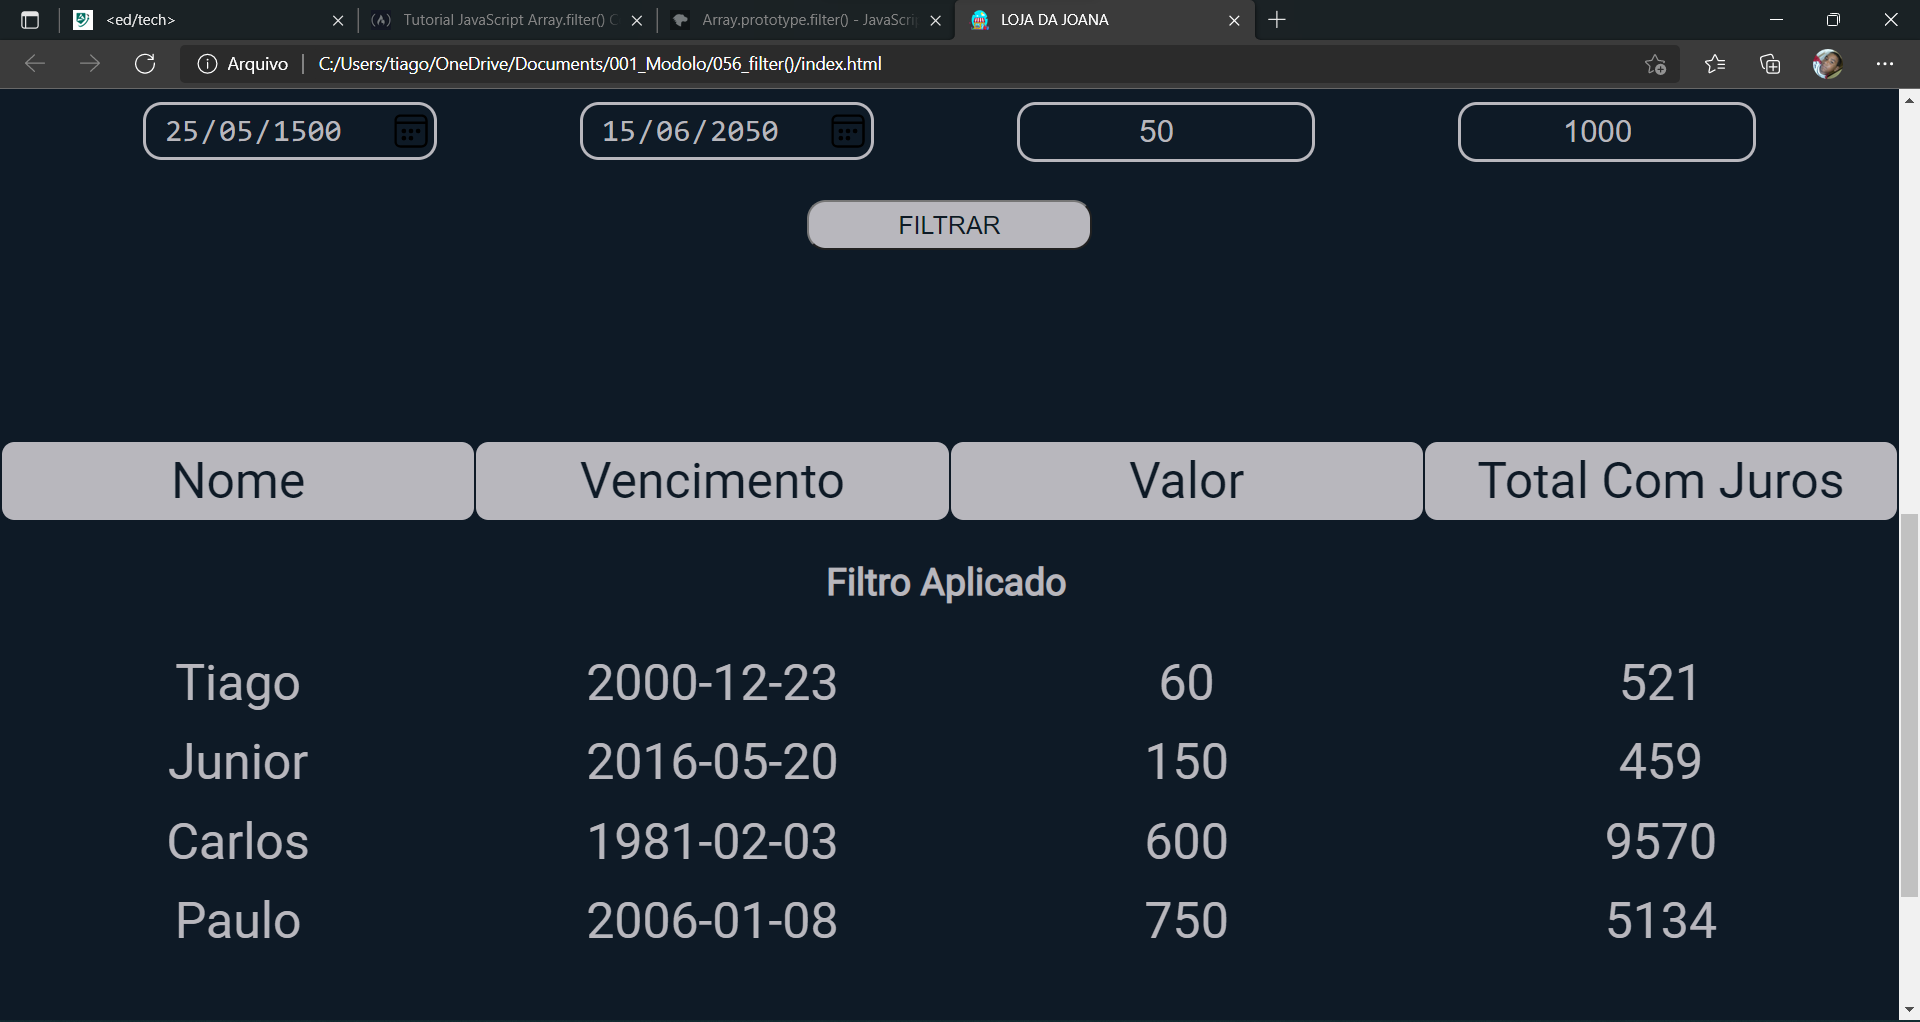 <ed/tech>
Tutorial JavaScript Array.filter() C
Array.prototype.filter() - JavaScri
LOJA DA JOANA
Arquivo
C:/Users/tiago/OneDrive/Documents/001_Modolo/056_filter()/index.html
25/05/1500
15/06/2050
50
1000
FILTRAR
Nome Vencimento Valor Total Com Juros
Filtro Aplicado
Tiago 2000-12-23 60 521
Junior 2016-05-20 150 459
Carlos 1981-02-03 600 9570
Paulo 2006-01-08 750 5134